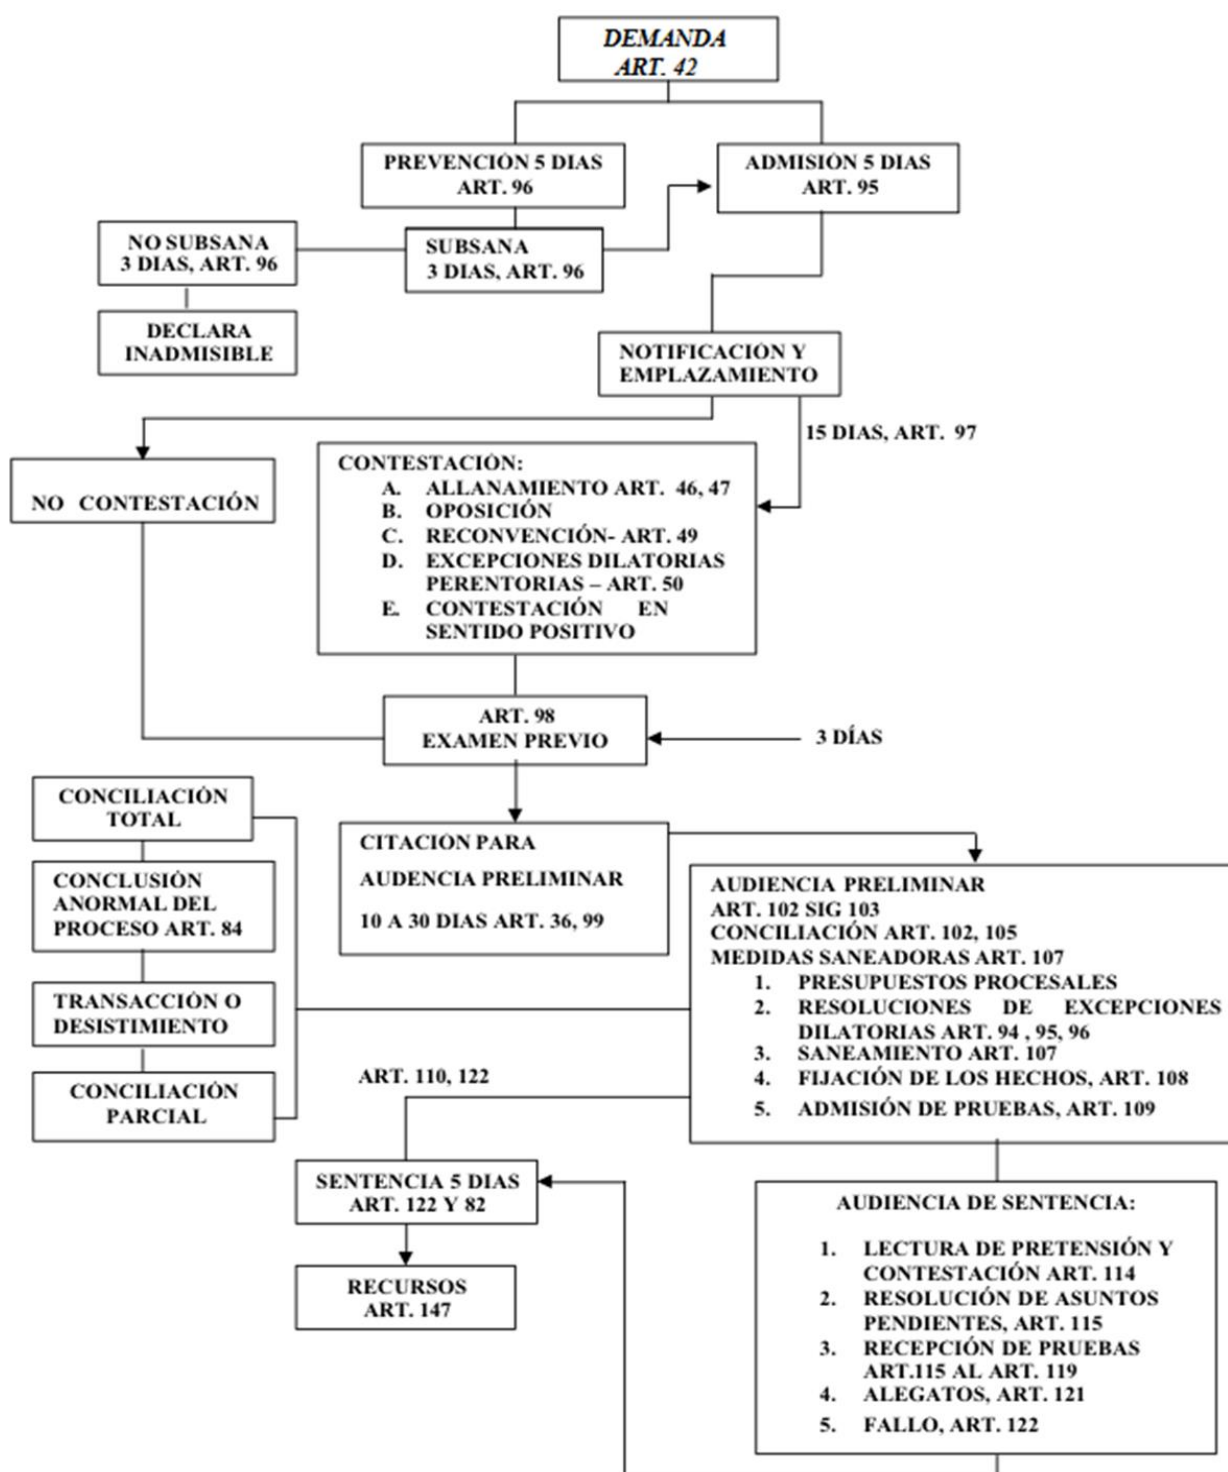 DEMANDA
ART. 42
PREVENCIÓN 5 DIAS
ART. 96
ADMISIÓN 5 DIAS
ART. 95
NO SUBSANA
3 DIAS, ART. 96
SUBSANA
3 DIAS, ART. 96
DECLARA
INADMISIBLE
NOTIFICACIÓN Y
EMPLAZAMIENTO
15 DIAS, ART. 97
NO CONTESTACIÓN
CONTESTACIÓN:
A. ALLANAMIENTO ART. 46, 47
B. OPOSICIÓN
C. RECONVENCIÓN- ART. 49
D. EXCEPCIONES DILATORIAS
PERENTORIAS – ART. 50
E. CONTESTACIÓN EN
SENTIDO POSITIVO
ART. 98
EXAMEN PREVIO
3 DÍAS
CONCILIACIÓN
TOTAL
CONCLUSIÓN
ANORMAL DEL
PROCESO ART. 84
TRANSACCIÓN O
DESISTIMIENTO
CONCILIACIÓN
PARCIAL
CITACION PARA
AUDENCIA PRELIMINAR
10 A 30 DIAS ART. 36, 99
AUDIENCIA PRELIMINAR
ART. 102 SIG 103
CONCILIACIÓN ART. 102, 105
MEDIDAS SANEADORAS ART. 107
1. PRESUPUESTOS PROCESALES
2. RESOLUCIONES DE EXCEPCIONES
DILATORIAS ART. 94 , 95, 96
3. SANEAMIENTO ART. 107
4. FIJACIÓN DE LOS HECHOS, ART. 108
5. ADMISIÓN DE PRUEBAS, ART. 109
ART. 110, 122
SENTENCIA 5 DIAS
ART. 122 Y 82
RECURSOS
ART. 147
AUDIENCIA DE SENTENCIA:
1. LECTURA DE PRETENSIÓN Y
CONTESTACIÓN ART. 114
2. RESOLUCIÓN DE ASUNTOS
PENDIENTES, ART. 115
3. RECEPCIÓN DE PRUEBAS
ART.115 AL ART. 119
4. ALEGATOS, ART. 121
5. FALLO, ART. 122